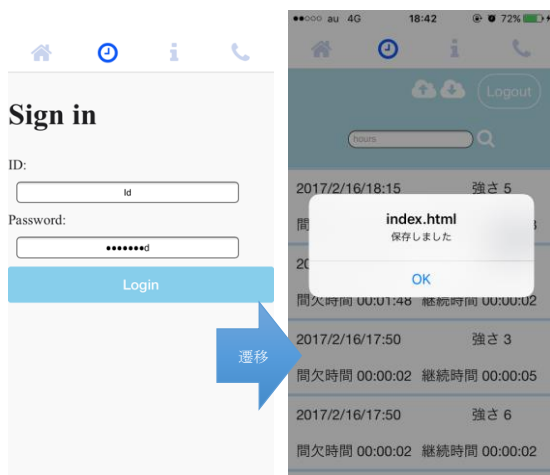 Sign in
ID:
Id
Password:
●●●●●●●d
Login
遷移
●●●○○ au 4G 18:42 72%
Logout
hours
2017/2/16/18:15 強さ 5
間
3
index.html
保存しました
OK
20
間欠時間 00:01:48 継続時間 00:00:02
2017/2/16/17:50 強さ 3
間欠時間 00:00:02 継続時間 00:00:05
2017/2/16/17:50 強さ 6
間欠時間 00:00:02 継続時間 00:00:02